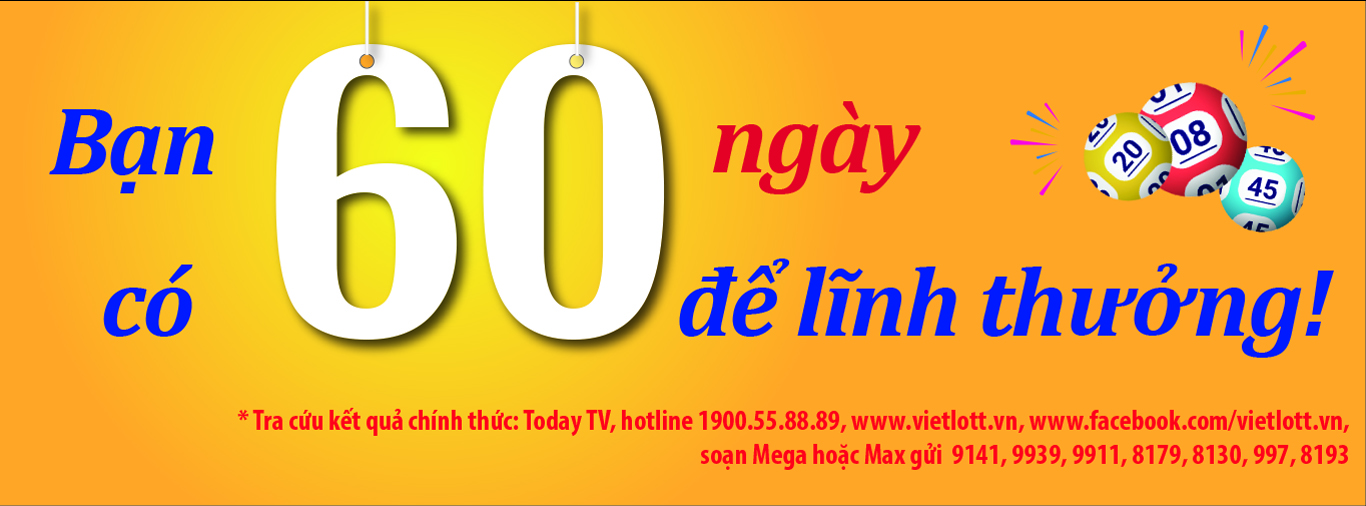 Bạn 60 ngày
có để lĩnh thưởng!
20 08 45
* Tra cứu kết quả chính thức: Today TV, hotline 1900.55.88.89, www.vietlott.vn, www.facebook.com/vietlott.vn,
soạn Mega hoặc Max gửi 9141, 9939, 9911, 8179, 8130, 997, 8193